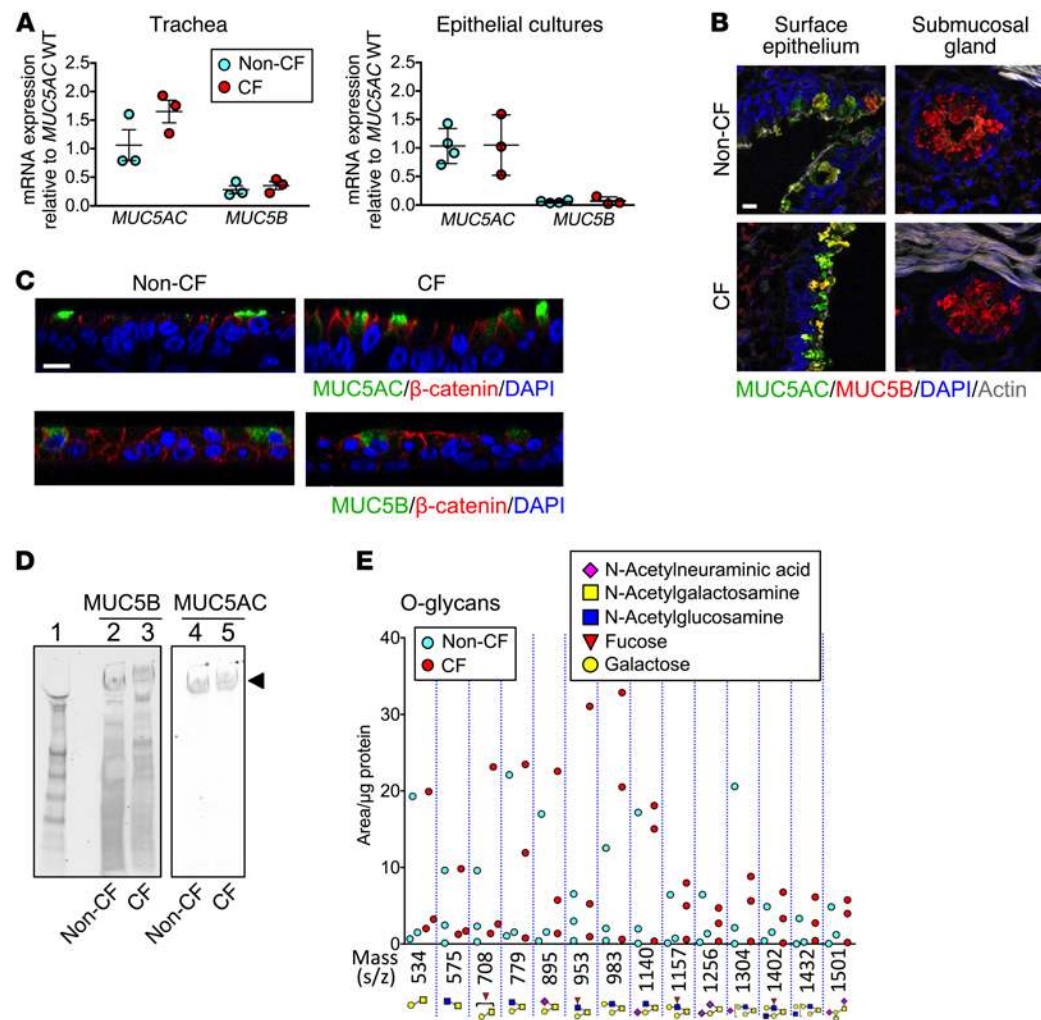 A
Trachea
mRNA expression
relative to MUC5AC WT
2.5
2.0
1.5
1.0
0.5
0.0
MUC5AC
MUC5B
Non-CF
CF
Epithelial cultures
mRNA expression
relative to MUC5AC WT
2.5
2.0
1.5
1.0
0.5
0.0
MUC5AC
MUC5B
B
Surface
epithelium
Submucosal
gland
Non-CF
CF
MUC5AC/MUC5B/DAPI/Actin
C
Non-CF
CF
MUC5AC/β-catenin/DAPI
MUC5B/β-catenin/DAPI
D
MUC5B
MUC5AC
1 2 3 4 5
Non-CF
CF
Non-CF
CF
E
O-glycans
Non-CF
CF
N-Acetylneuraminic acid
N-Acetylgalactosamine
N-Acetylglucosamine
Fucose
Galactose
Area/µg protein
40
30
20
10
0
Mass
(s/z)
534
575
708
779
895
953
983
1140
1157
1256
1304
1402
1432
1501